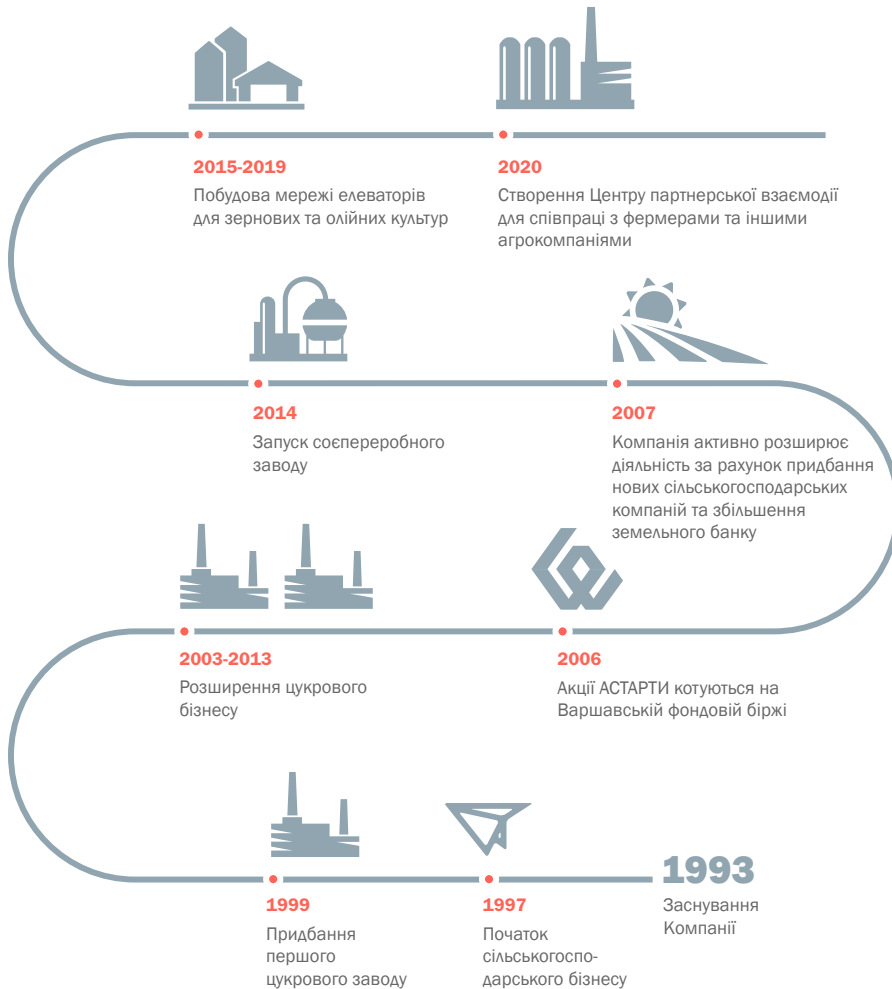 2015-2019
Побудова мережі елеваторів
для зернових та олійних культур
2020
Створення Центру партнерської взаємодії
для співпраці з фермерами та іншими
агрокомпаніями
2014
Запуск соєпереробного
заводу
2007
Компанія активно розширює
діяльність за рахунок придбання
нових сільськогосподарських
компаній та збільшення
земельного банку
2003-2013
Розширення цукрового
бізнесу
2006
Акції АСТАРТИ котуються на
Варшавській фондовій біржі
1999
Придбання
першого
цукрового заводу
1997
Початок
сільськогоспо-
дарського бізнесу
1993
Заснування
Компанії